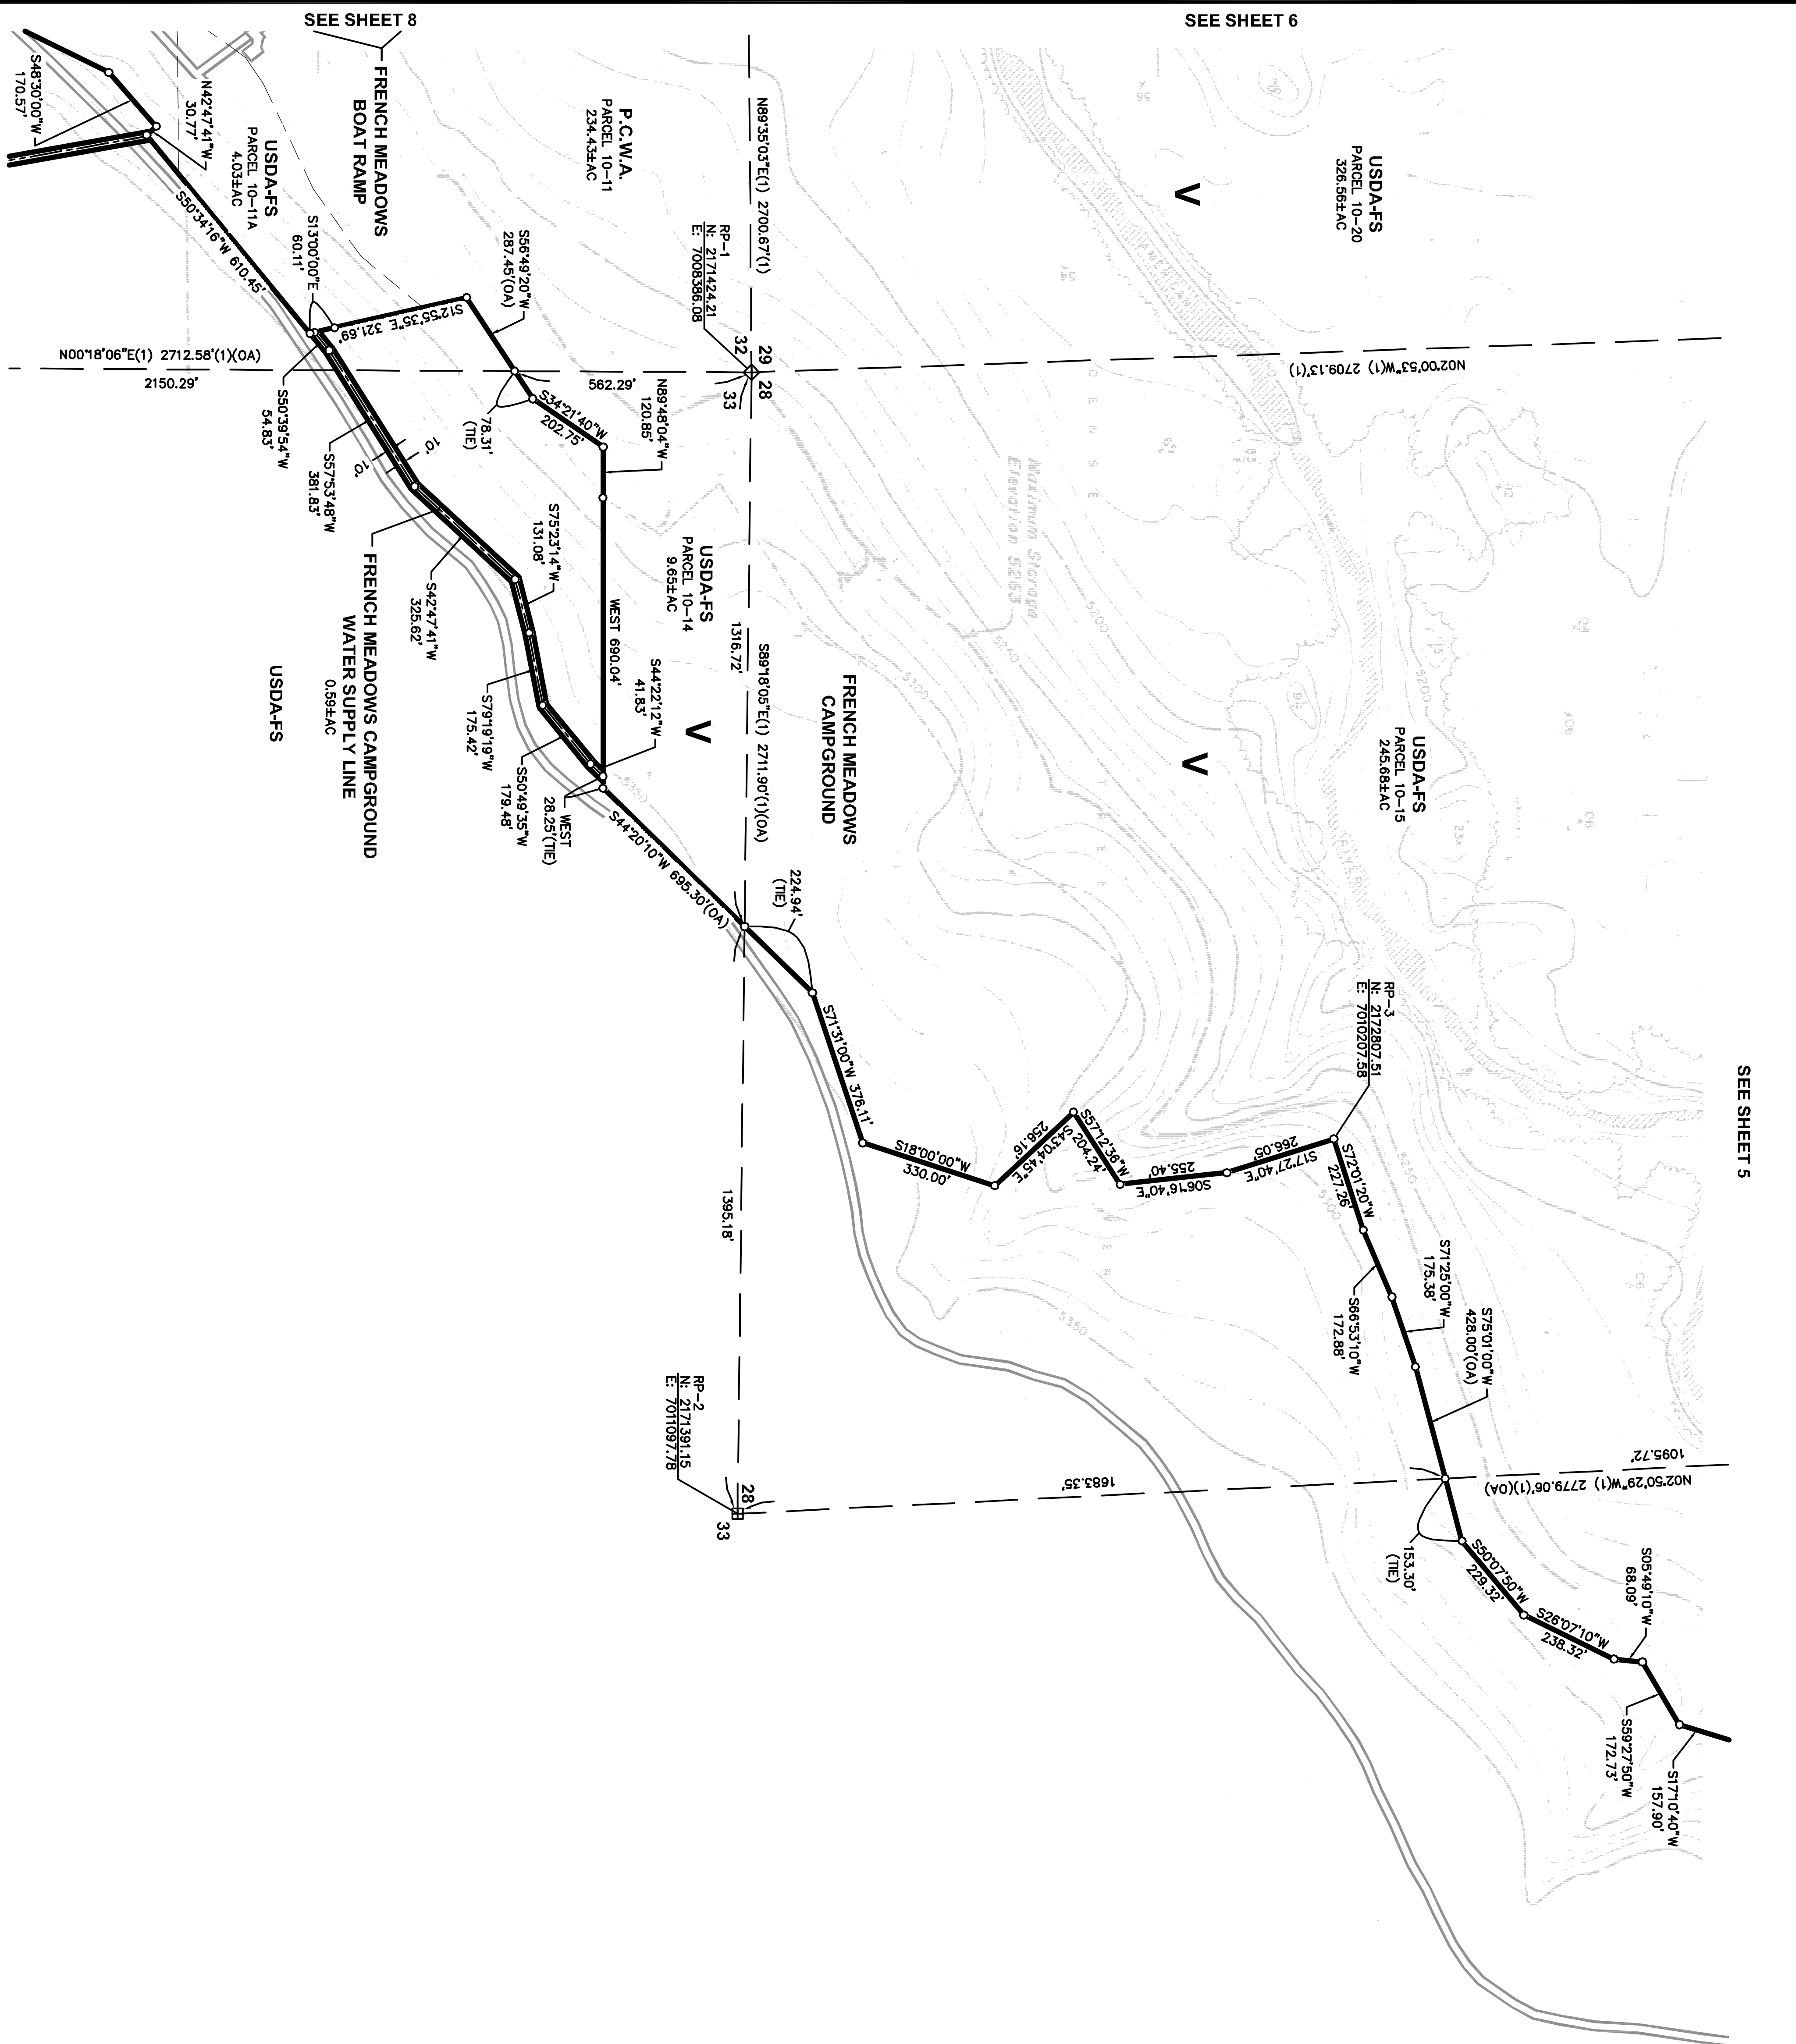 SEE SHEET 8
SEE SHEET 6
SEE SHEET 5
USDA-FS
PARCEL 10-20
326.56±AC
V
AMERICAN
RIVER
DENSE
TREE
Maximum Storage
Elevation 5263
USDA-FS
PARCEL 10-15
245.68±AC
V
N02°00'53"W(1) 2709.13'(1)
N89°35'03"E(1) 2700.67'(1)
RP-1
N: 2171424.21
E: 7008386.08
29
28
32
33
P.C.W.A.
PARCEL 10-11
234.43±AC
FRENCH MEADOWS
BOAT RAMP
USDA-FS
PARCEL 10-11A
4.03±AC
N42°47'41"W
30.77'
S48°30'00"W
170.57'
S50°34'16"W 610.45'
S13°00'00"E
60.11'
S12°55'35"E 321.69'
S56°49'20"W
287.45'(OA)
N00°18'06"E(1) 2712.58'(1)(OA)
2150.29'
562.29'
78.31'
(TIE)
S34°21'40"W
202.75'
N89°48'04"W
120.85'
WEST 690.04'
USDA-FS
PARCEL 10-14
9.65±AC
S89°18'05"E(1) 2711.90'(1)(OA)
1316.72'
FRENCH MEADOWS
CAMPGROUND
V
S44°22'12"W
41.83'
S50°39'54"W
54.83'
S57°53'48"W
381.83'
10'
10'
S42°47'41"W
325.62'
S75°23'14"W
131.08'
S79°19'19"W
175.42'
S50°49'35"W
179.48'
WEST
28.25'(TIE)
FRENCH MEADOWS CAMPGROUND
WATER SUPPLY LINE
0.59±AC
USDA-FS
S44°20'10"W 695.30'(OA)
224.94'
(TIE)
S71°31'00"W 376.11'
S18°00'00"W
330.00'
S43°04'45"E
256.16'
S57°12'36"W
204.24'
S06°16'40"E
255.40'
S17°27'40"E
266.05'
RP-3
N: 2172807.51
E: 7010207.58
S72°01'20"W
227.26'
S66°53'10"W
172.88'
S71°25'00"W
175.38'
S75°01'00"W
428.00'(OA)
153.30'
(TIE)
S50°07'50"W
229.32'
S26°07'10"W
238.32'
S05°49'10"W
68.09'
S59°27'50"W
172.73'
S17°10'40"W
157.90'
N02°50'29"W(1) 2779.06'(1)(OA)
1095.72'
1683.35'
1395.18'
RP-2
N: 2171391.15
E: 7011097.78
28
33
5200
5250
5300
5200
5250
5300
5350
5350